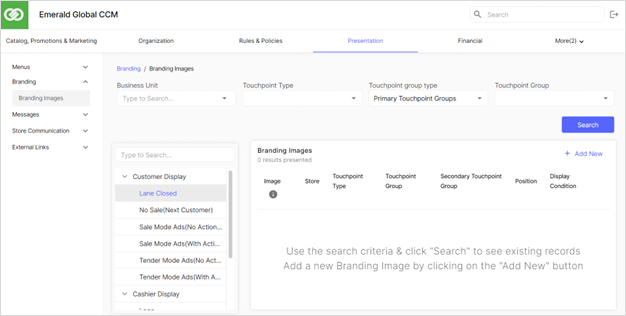 Emerald Global CCM
Search
Catalog, Promotions & Marketing
Organization
Rules & Policies
Presentation
Financial
More(2)
Menus
Branding
Branding Images
Messages
Store Communication
External Links
Branding / Branding Images
Business Unit
Touchpoint Type
Touchpoint group type
Touchpoint Group
Type to Search...
Primary Touchpoint Groups
Search
Type to Search...
Customer Display
Lane Closed
No Sale(Next Customer)
Sale Mode Ads(No Action...
Sale Mode Ads(With Acti...
Tender Mode Ads(No Act...
Tender Mode Ads(With A...
Cashier Display
Branding Images
0 results presented
+ Add New
Image
Store
Touchpoint
Type
Touchpoint
Group
Secondary Touchpoint
Group
Position
Display
Condition
Use the search criteria & click "Search" to see existing records
Add a new Branding Image by clicking on the "Add New" button